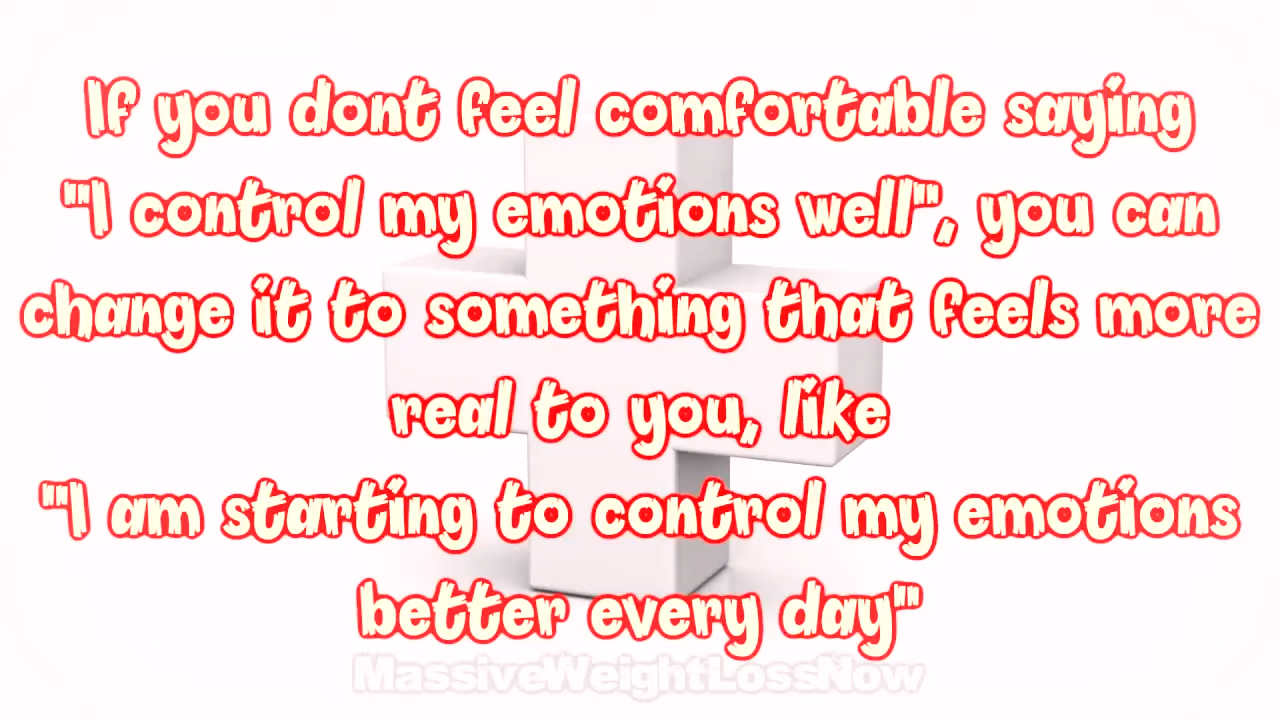 If you dont feel comfortable saying
"I control my emotions well", you can
change it to something that feels more
real to you, like
""I am starting to control my emotions
better every day"
MassiveWeightLossNow